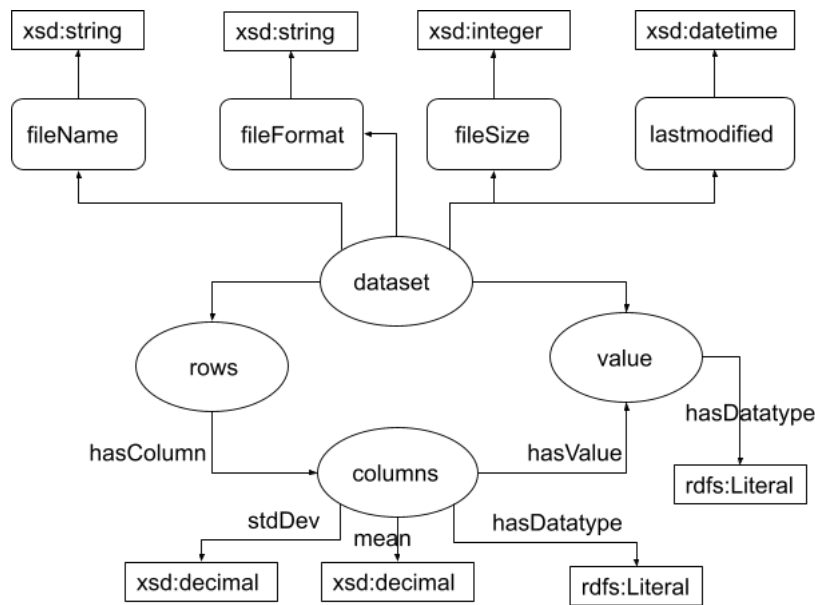 xsd:string
xsd:string
xsd:integer
xsd:datetime
fileName
fileFormat
fileSize
lastmodified
dataset
rows
value
hasDatatype
hasColumn
columns
hasValue
rdfs:Literal
stdDev
mean
hasDatatype
xsd:decimal
xsd:decimal
rdfs:Literal